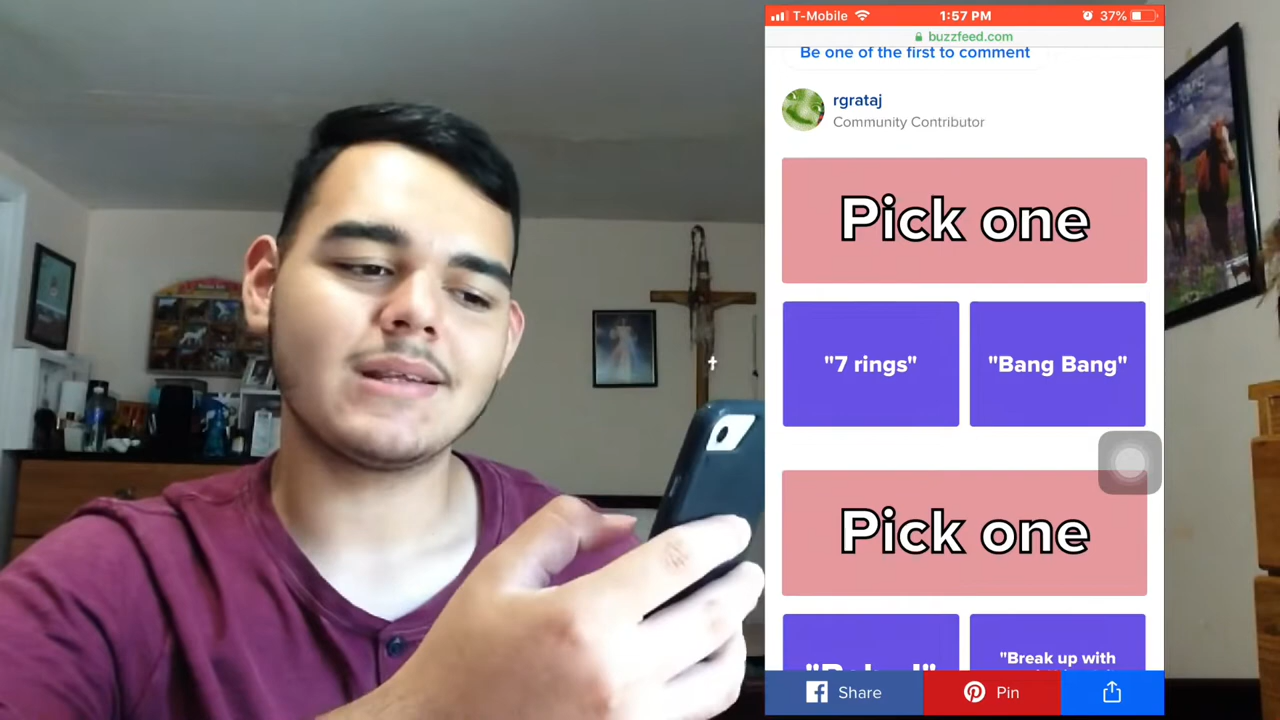 T-Mobile 1:57 PM 37%
buzzfeed.com
Be one of the first to comment
rgrataj
Community Contributor
Pick one
"7 rings" "Bang Bang"
Pick one
"Break up with
Share Pin